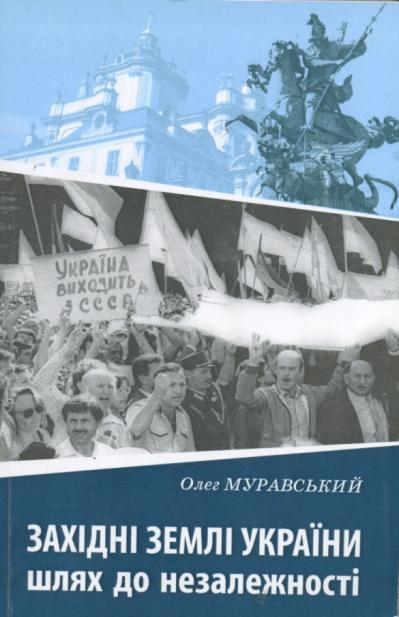 УКРАЇНА
ВИХОДИТЬ
З СССР
Олег МУРАВСЬКИЙ
ЗАХІДНІ ЗЕМЛІ УКРАЇНИ
шлях до незалежності